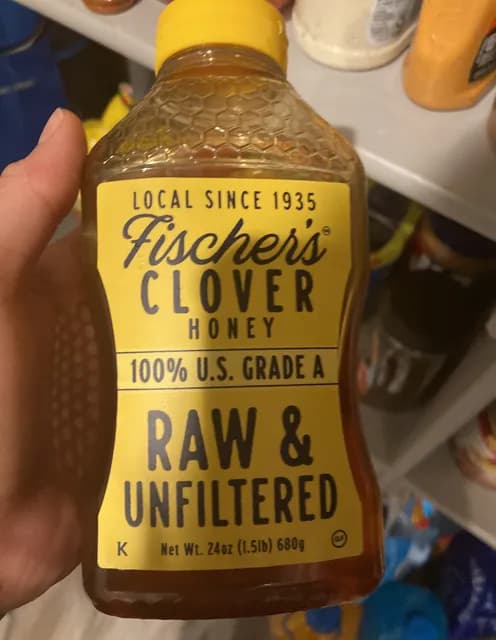 LOCAL SINCE 1935
Fischer's
CLOVER
HONEY
100% U.S. GRADE A
RAW &
UNFILTERED
K Net Wt. 24oz (1.5lb) 680g